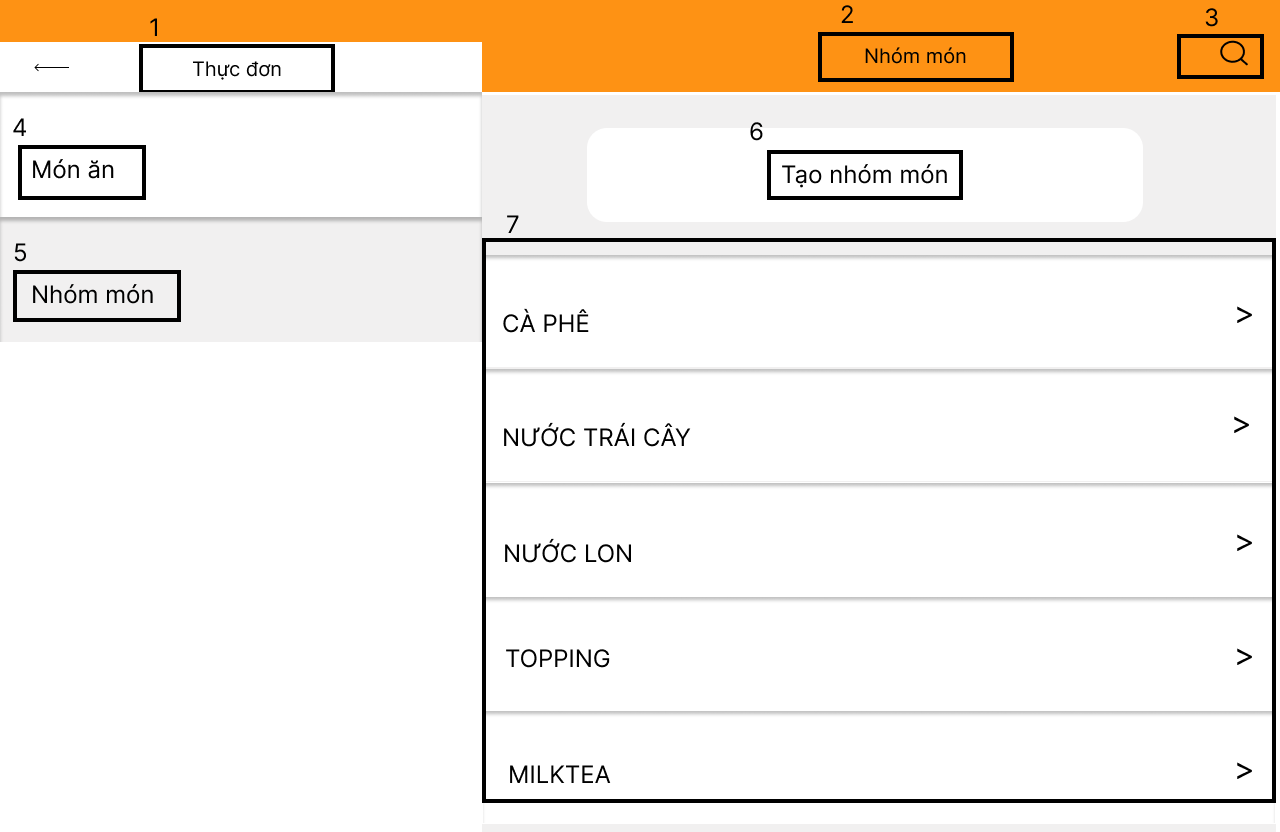 1
Thực đơn
2
Nhóm món
3
4
Món ăn
5
Nhóm món
6
Tạo nhóm món
7
CÀ PHÊ >
NƯỚC TRÁI CÂY >
NƯỚC LON >
TOPPING >
MILKTEA >